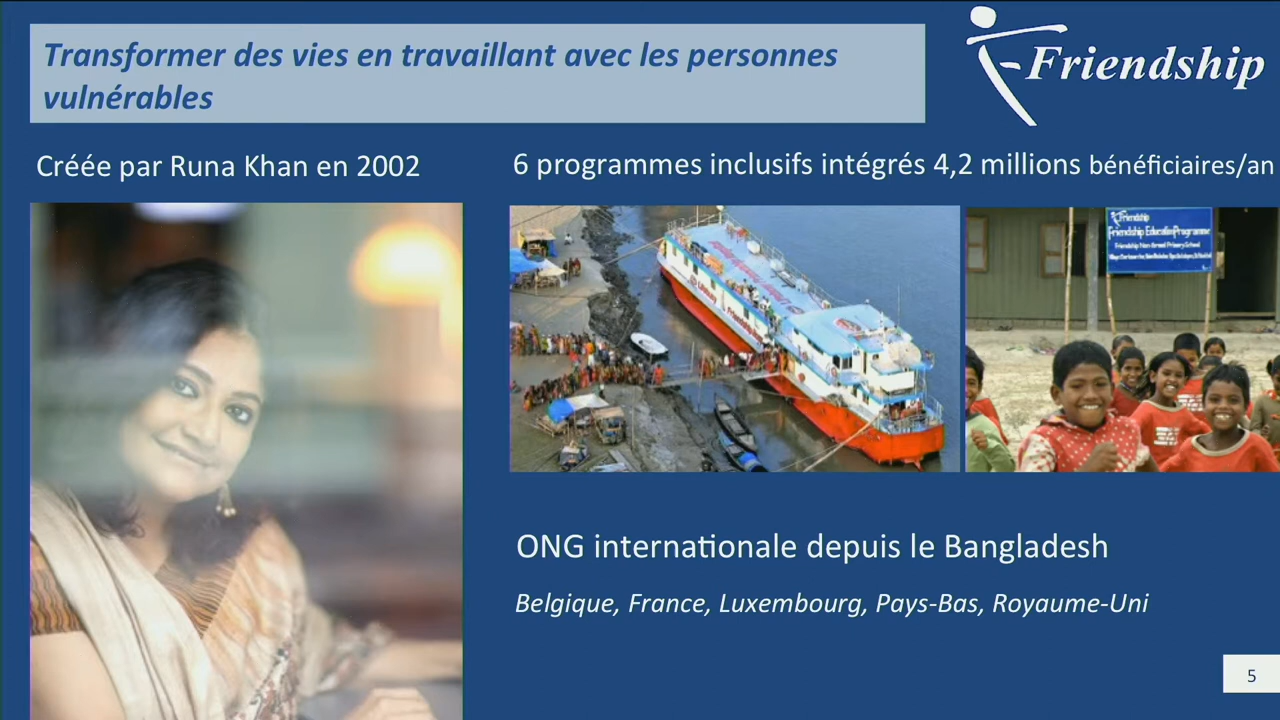 Transformer des vies en travaillant avec les personnes
vulnérables
Friendship
Créée par Runa Khan en 2002
6 programmes inclusifs intégrés 4,2 millions bénéficiaires/an
Friendship
Friendship Education Programme
ONG internationale depuis le Bangladesh
Belgique, France, Luxembourg, Pays-Bas, Royaume-Uni
5